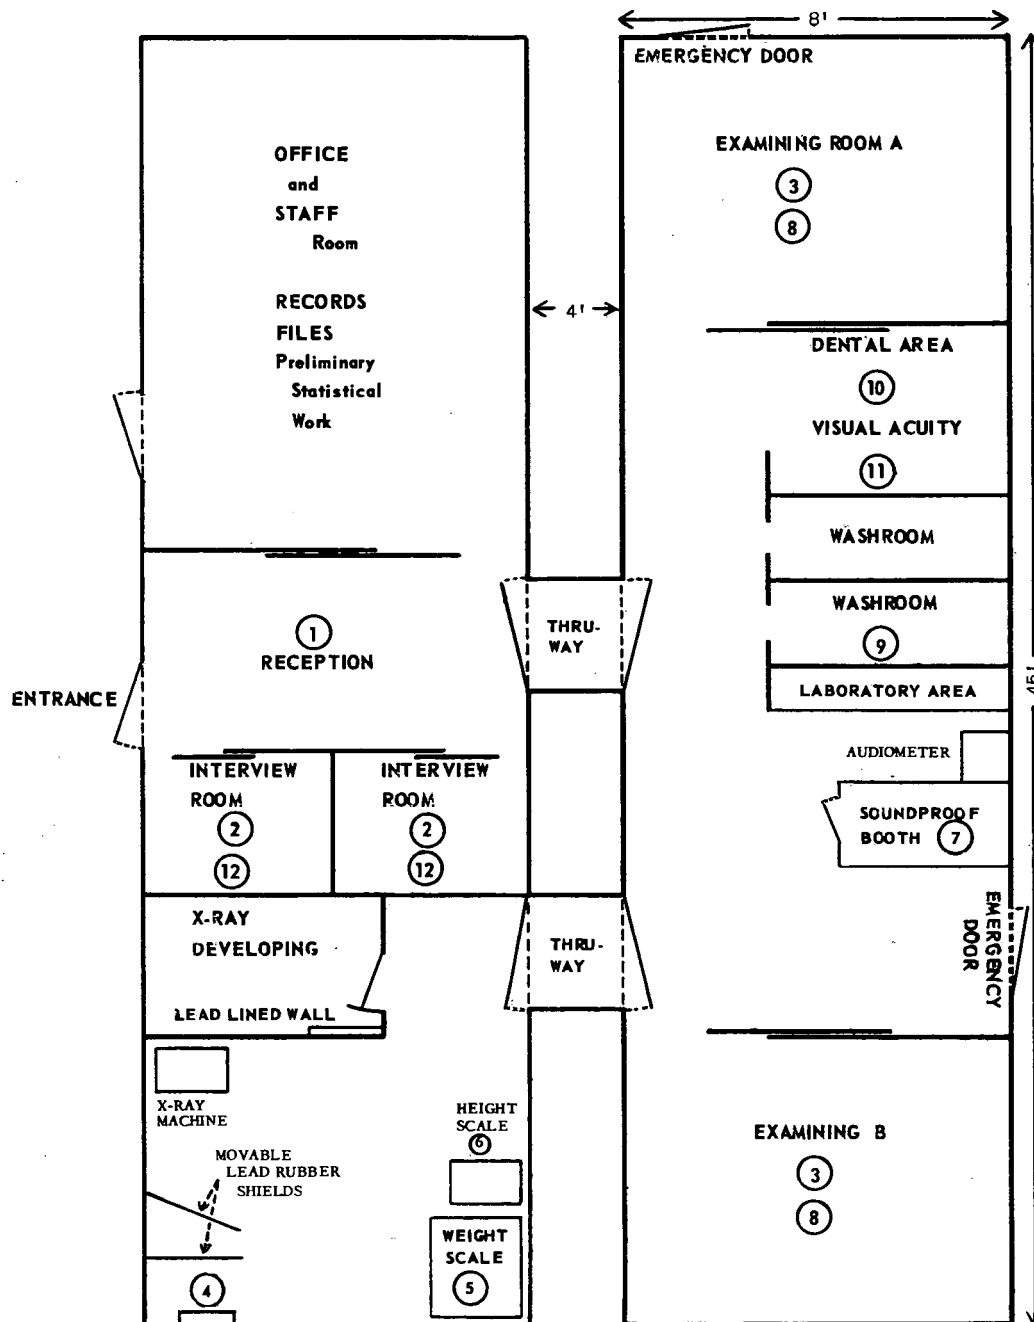 8'
EMERGENCY DOOR
EXAMINING ROOM A
3
8
OFFICE
and
STAFF
Room
RECORDS
FILES
Preliminary
Statistical
Work
4'
DENTAL AREA
10
VISUAL ACUITY
11
WASHROOM
WASHROOM
9
LABORATORY AREA
45'
1
RECEPTION
THRU-
WAY
ENTRANCE
INTERVIEW
ROOM
2
12
INTERVIEW
ROOM
2
12
AUDIOMETER
SOUNDPROOF
BOOTH 7
EMERGENCY
DOOR
X-RAY
DEVELOPING
LEAD LINED WALL
THRU-
WAY
X-RAY
MACHINE
HEIGHT
SCALE
6
MOVABLE
LEAD RUBBER
SHIELDS
WEIGHT
SCALE
5
4
EXAMINING B
3
8